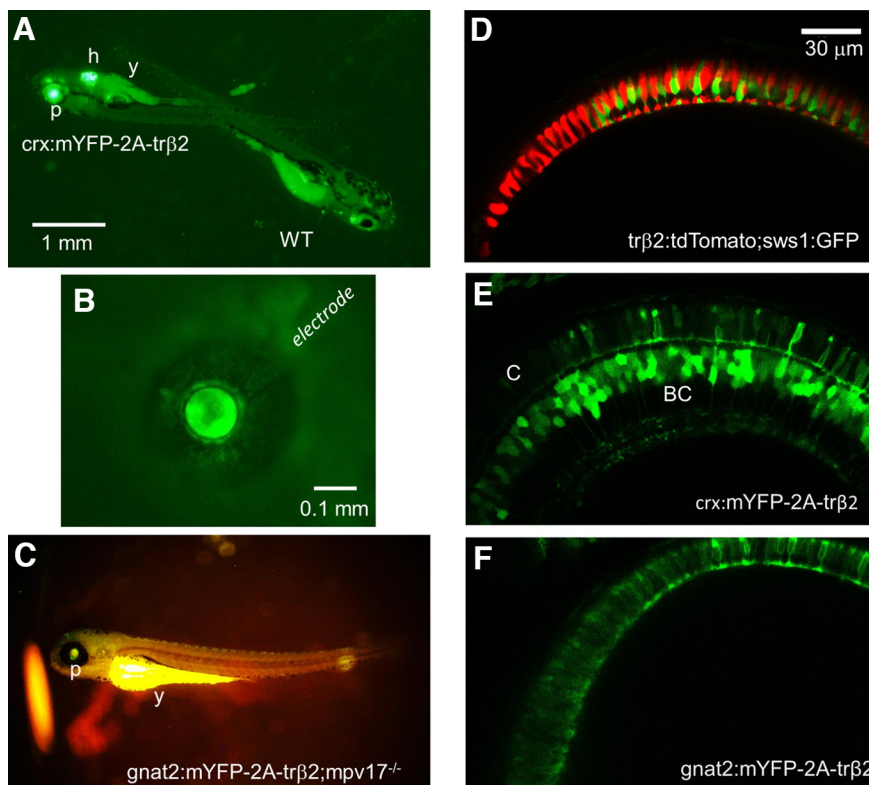 A
h
y
p
crx:mYFP-2A-trβ2
1 mm
WT
B
electrode
0.1 mm
C
p
y
gnat2:mYFP-2A-trβ2;mpv17-/-
D
30 μm
trβ2:tdTomato;sws1:GFP
E
C
BC
crx:mYFP-2A-trβ2
F
gnat2:mYFP-2A-trβ2